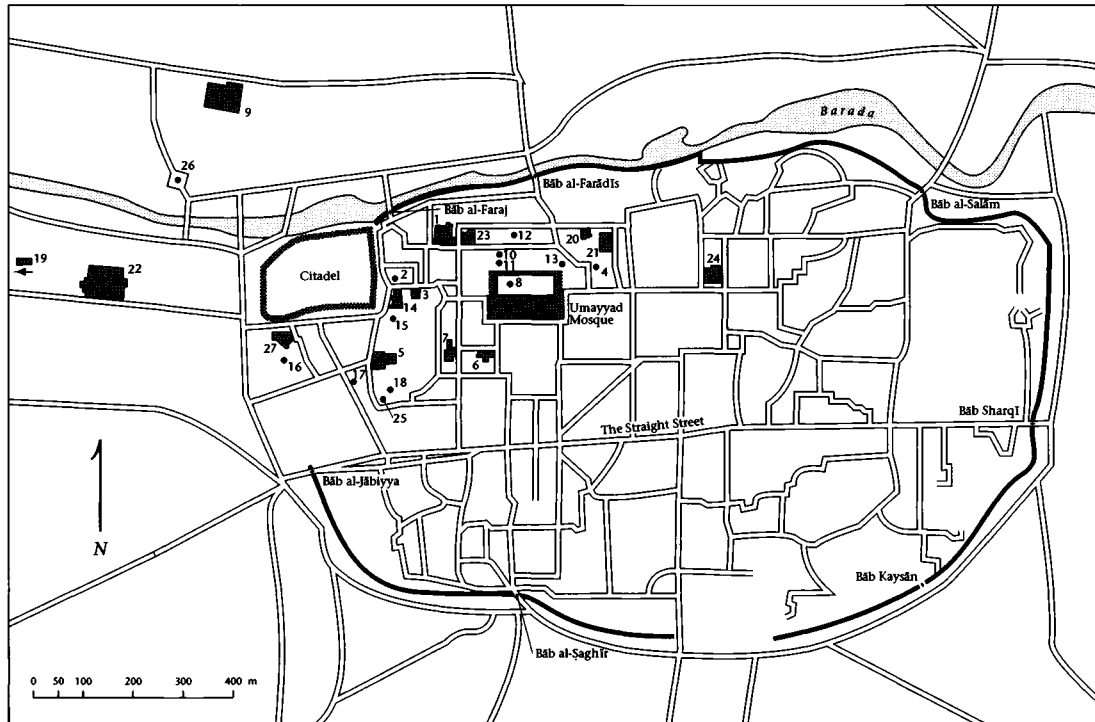 9
Barada
26
Bāb al-Farādīs
Bāb al-Salām
Bāb al-Faraj
1
23
12
20
21
10
11
13
4
24
19
22
Citadel
2
8
3
14
Umayyad
Mosque
15
27
16
5
7
6
17
18
25
The Straight Street
Bāb Sharqī
Bāb al-Jābiyya
N
Bāb Kaysān
Bāb al-Ṣaghīr
0 50 100 200 300 400 m